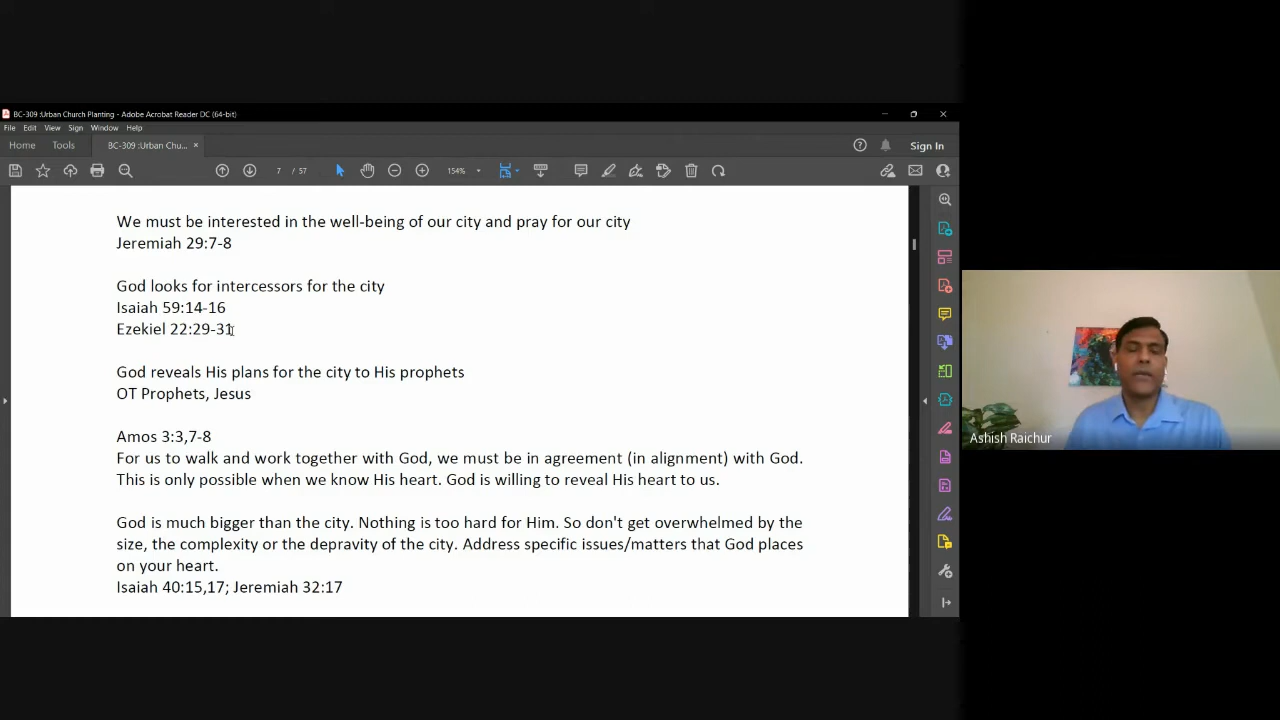 BC-309 :Urban Church Planting - Adobe Acrobat Reader DC (64-bit)
File Edit View Sign Window Help
Home Tools BC-309 :Urban Chu... × Sign In
7 / 57 154%
We must be interested in the well-being of our city and pray for our city
Jeremiah 29:7-8
God looks for intercessors for the city
Isaiah 59:14-16
Ezekiel 22:29-31
God reveals His plans for the city to His prophets
OT Prophets, Jesus
Amos 3:3,7-8
For us to walk and work together with God, we must be in agreement (in alignment) with God.
This is only possible when we know His heart. God is willing to reveal His heart to us.
God is much bigger than the city. Nothing is too hard for Him. So don't get overwhelmed by the
size, the complexity or the depravity of the city. Address specific issues/matters that God places
on your heart.
Isaiah 40:15,17; Jeremiah 32:17
Ashish Raichur